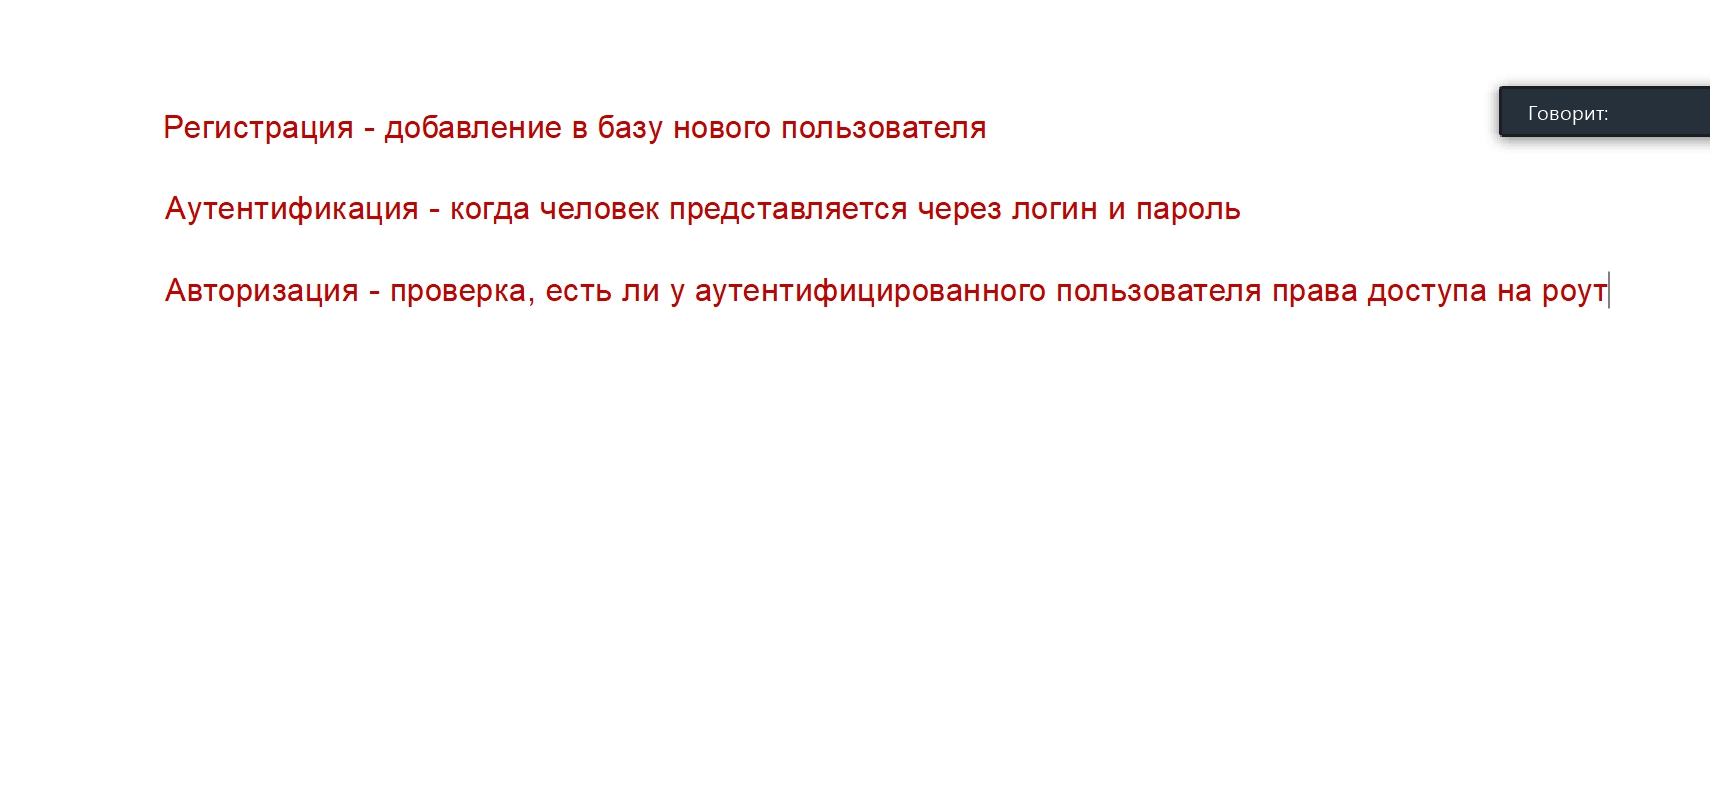 Говорит:
Регистрация - добавление в базу нового пользователя
Аутентификация - когда человек представляется через логин и пароль
Авторизация - проверка, есть ли у аутентифицированного пользователя права доступа на роут